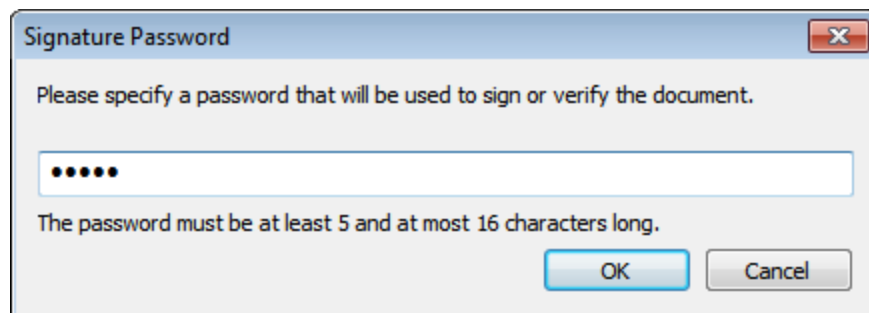 Signature Password
Please specify a password that will be used to sign or verify the document.
•••••
The password must be at least 5 and at most 16 characters long.
OK Cancel